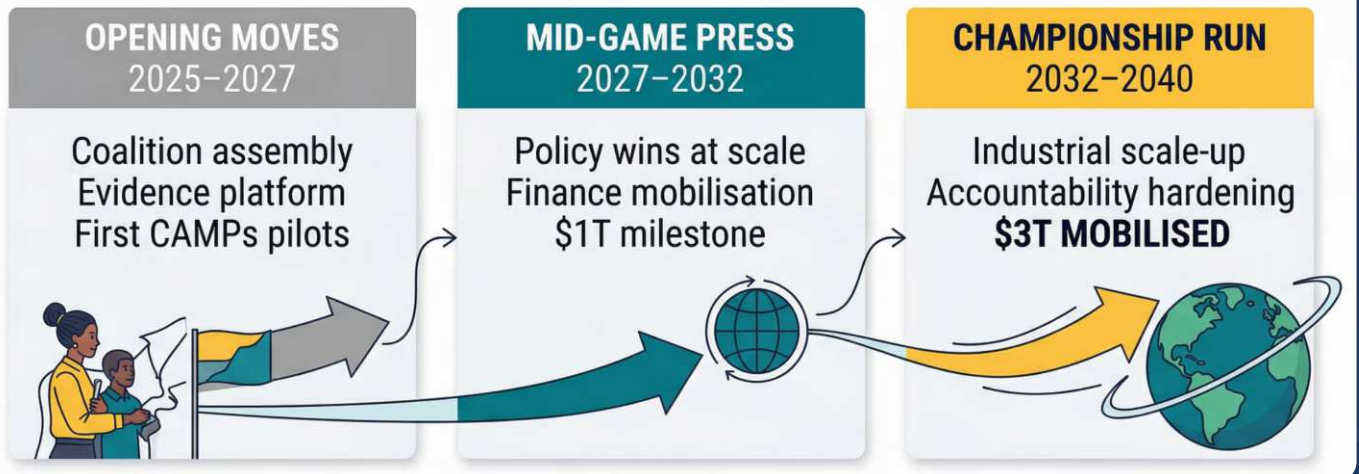 OPENING MOVES
2025–2027
Coalition assembly
Evidence platform
First CAMPs pilots
MID-GAME PRESS
2027–2032
Policy wins at scale
Finance mobilisation
$1T milestone
CHAMPIONSHIP RUN
2032–2040
Industrial scale-up
Accountability hardening
$3T MOBILISED